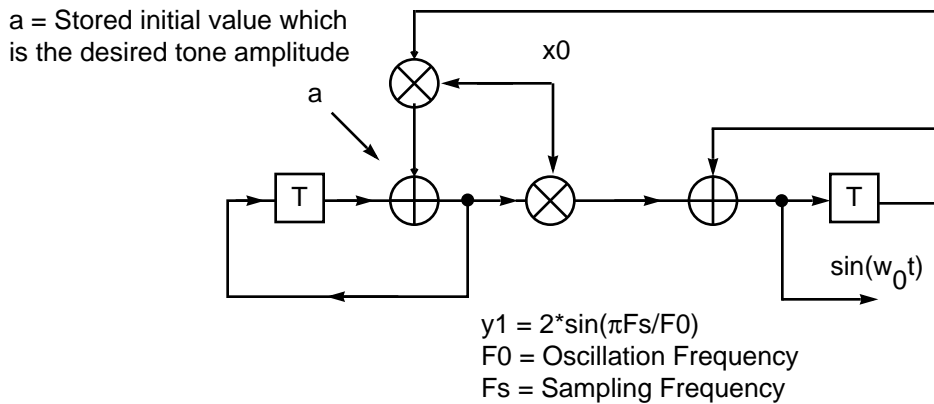 a = Stored initial value which
is the desired tone amplitude
x0
a
T
T
sin(w0t)
y1 = 2*sin(πFs/F0)
F0 = Oscillation Frequency
Fs = Sampling Frequency